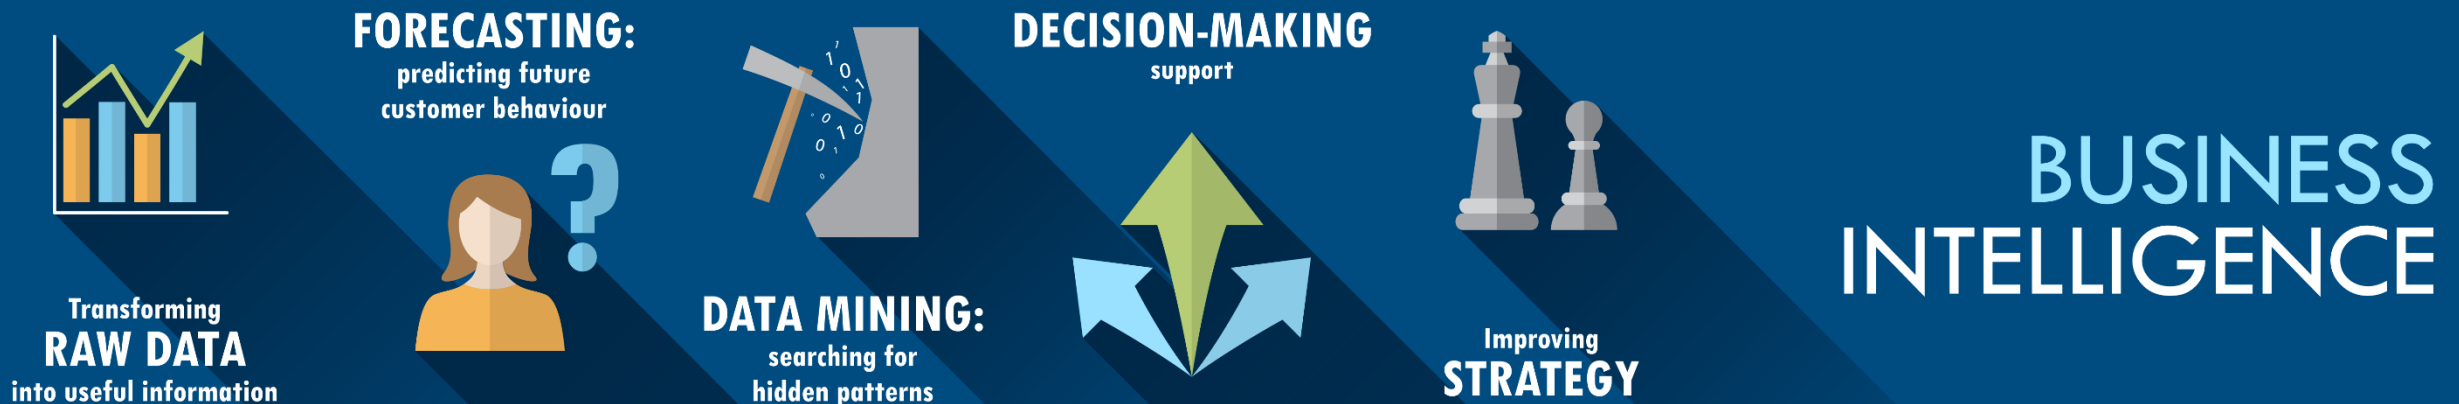 Transforming
RAW DATA
into useful information
FORECASTING:
predicting future
customer behaviour
DATA MINING:
searching for
hidden patterns
DECISION-MAKING
support
Improving
STRATEGY
BUSINESS
INTELLIGENCE